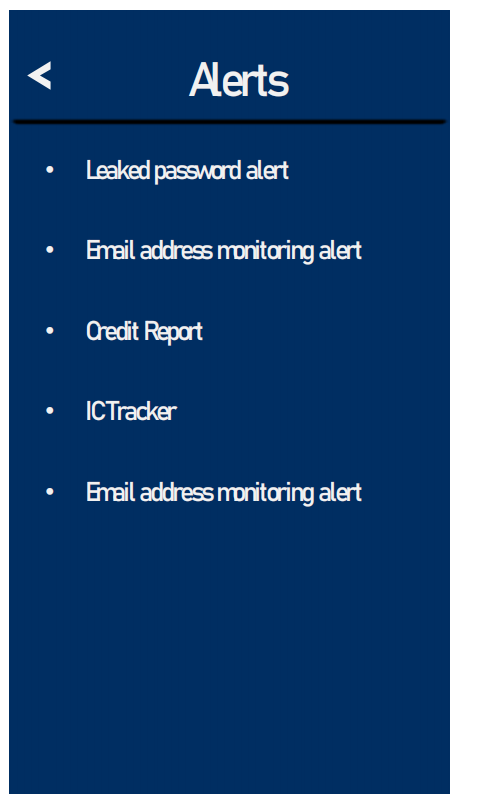 < Alerts
• Leaked password alert
• Email address monitoring alert
• Credit Report
• ICTracker
• Email address monitoring alert